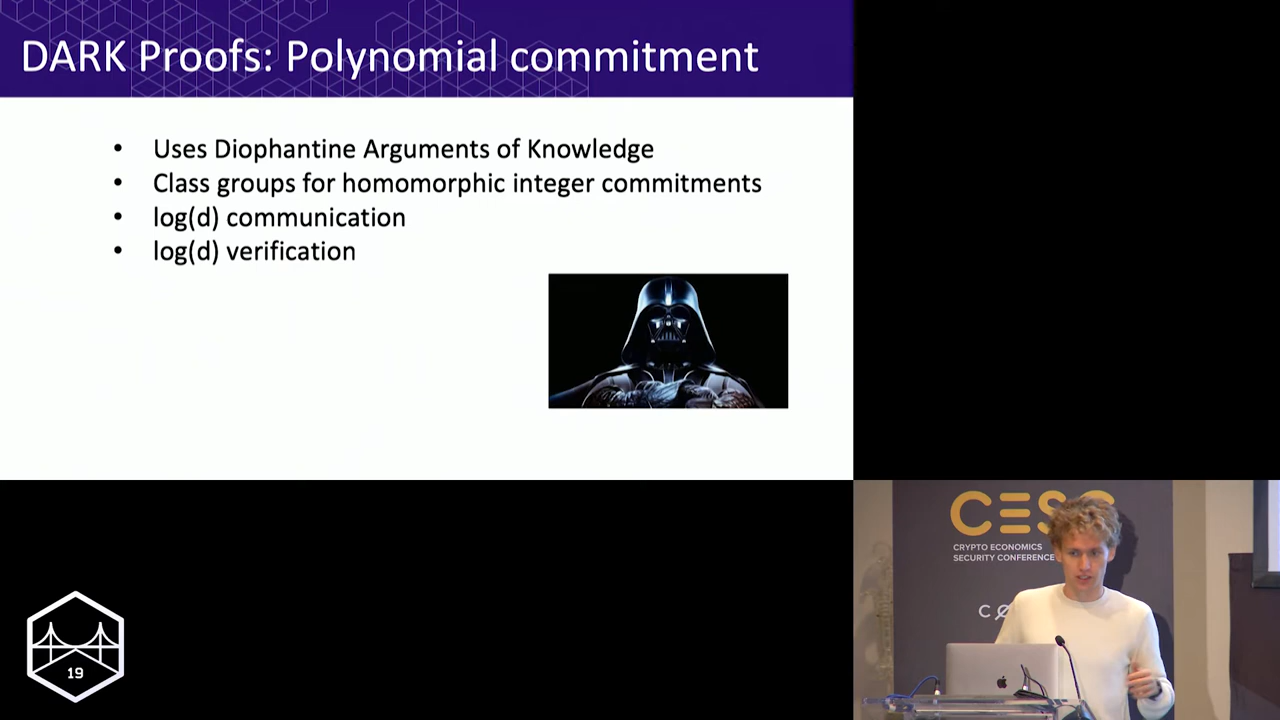 DARK Proofs: Polynomial commitment
• Uses Diophantine Arguments of Knowledge
• Class groups for homomorphic integer commitments
• log(d) communication
• log(d) verification
CESC
CRYPTO ECONOMICS
SECURITY CONFERENCE
19